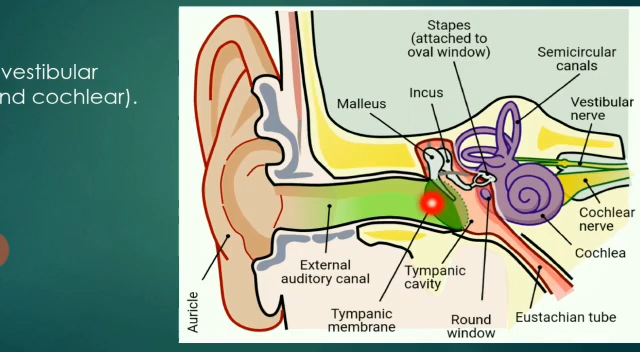 vestibular
nd cochlear).
Stapes
(attached to
oval window)
Semicircular
canals
Malleus
Incus
Vestibular
nerve
Cochlear
nerve
Cochlea
External
auditory canal
Tympanic
cavity
Auricle
Tympanic
membrane
Round
window
Eustachian tube